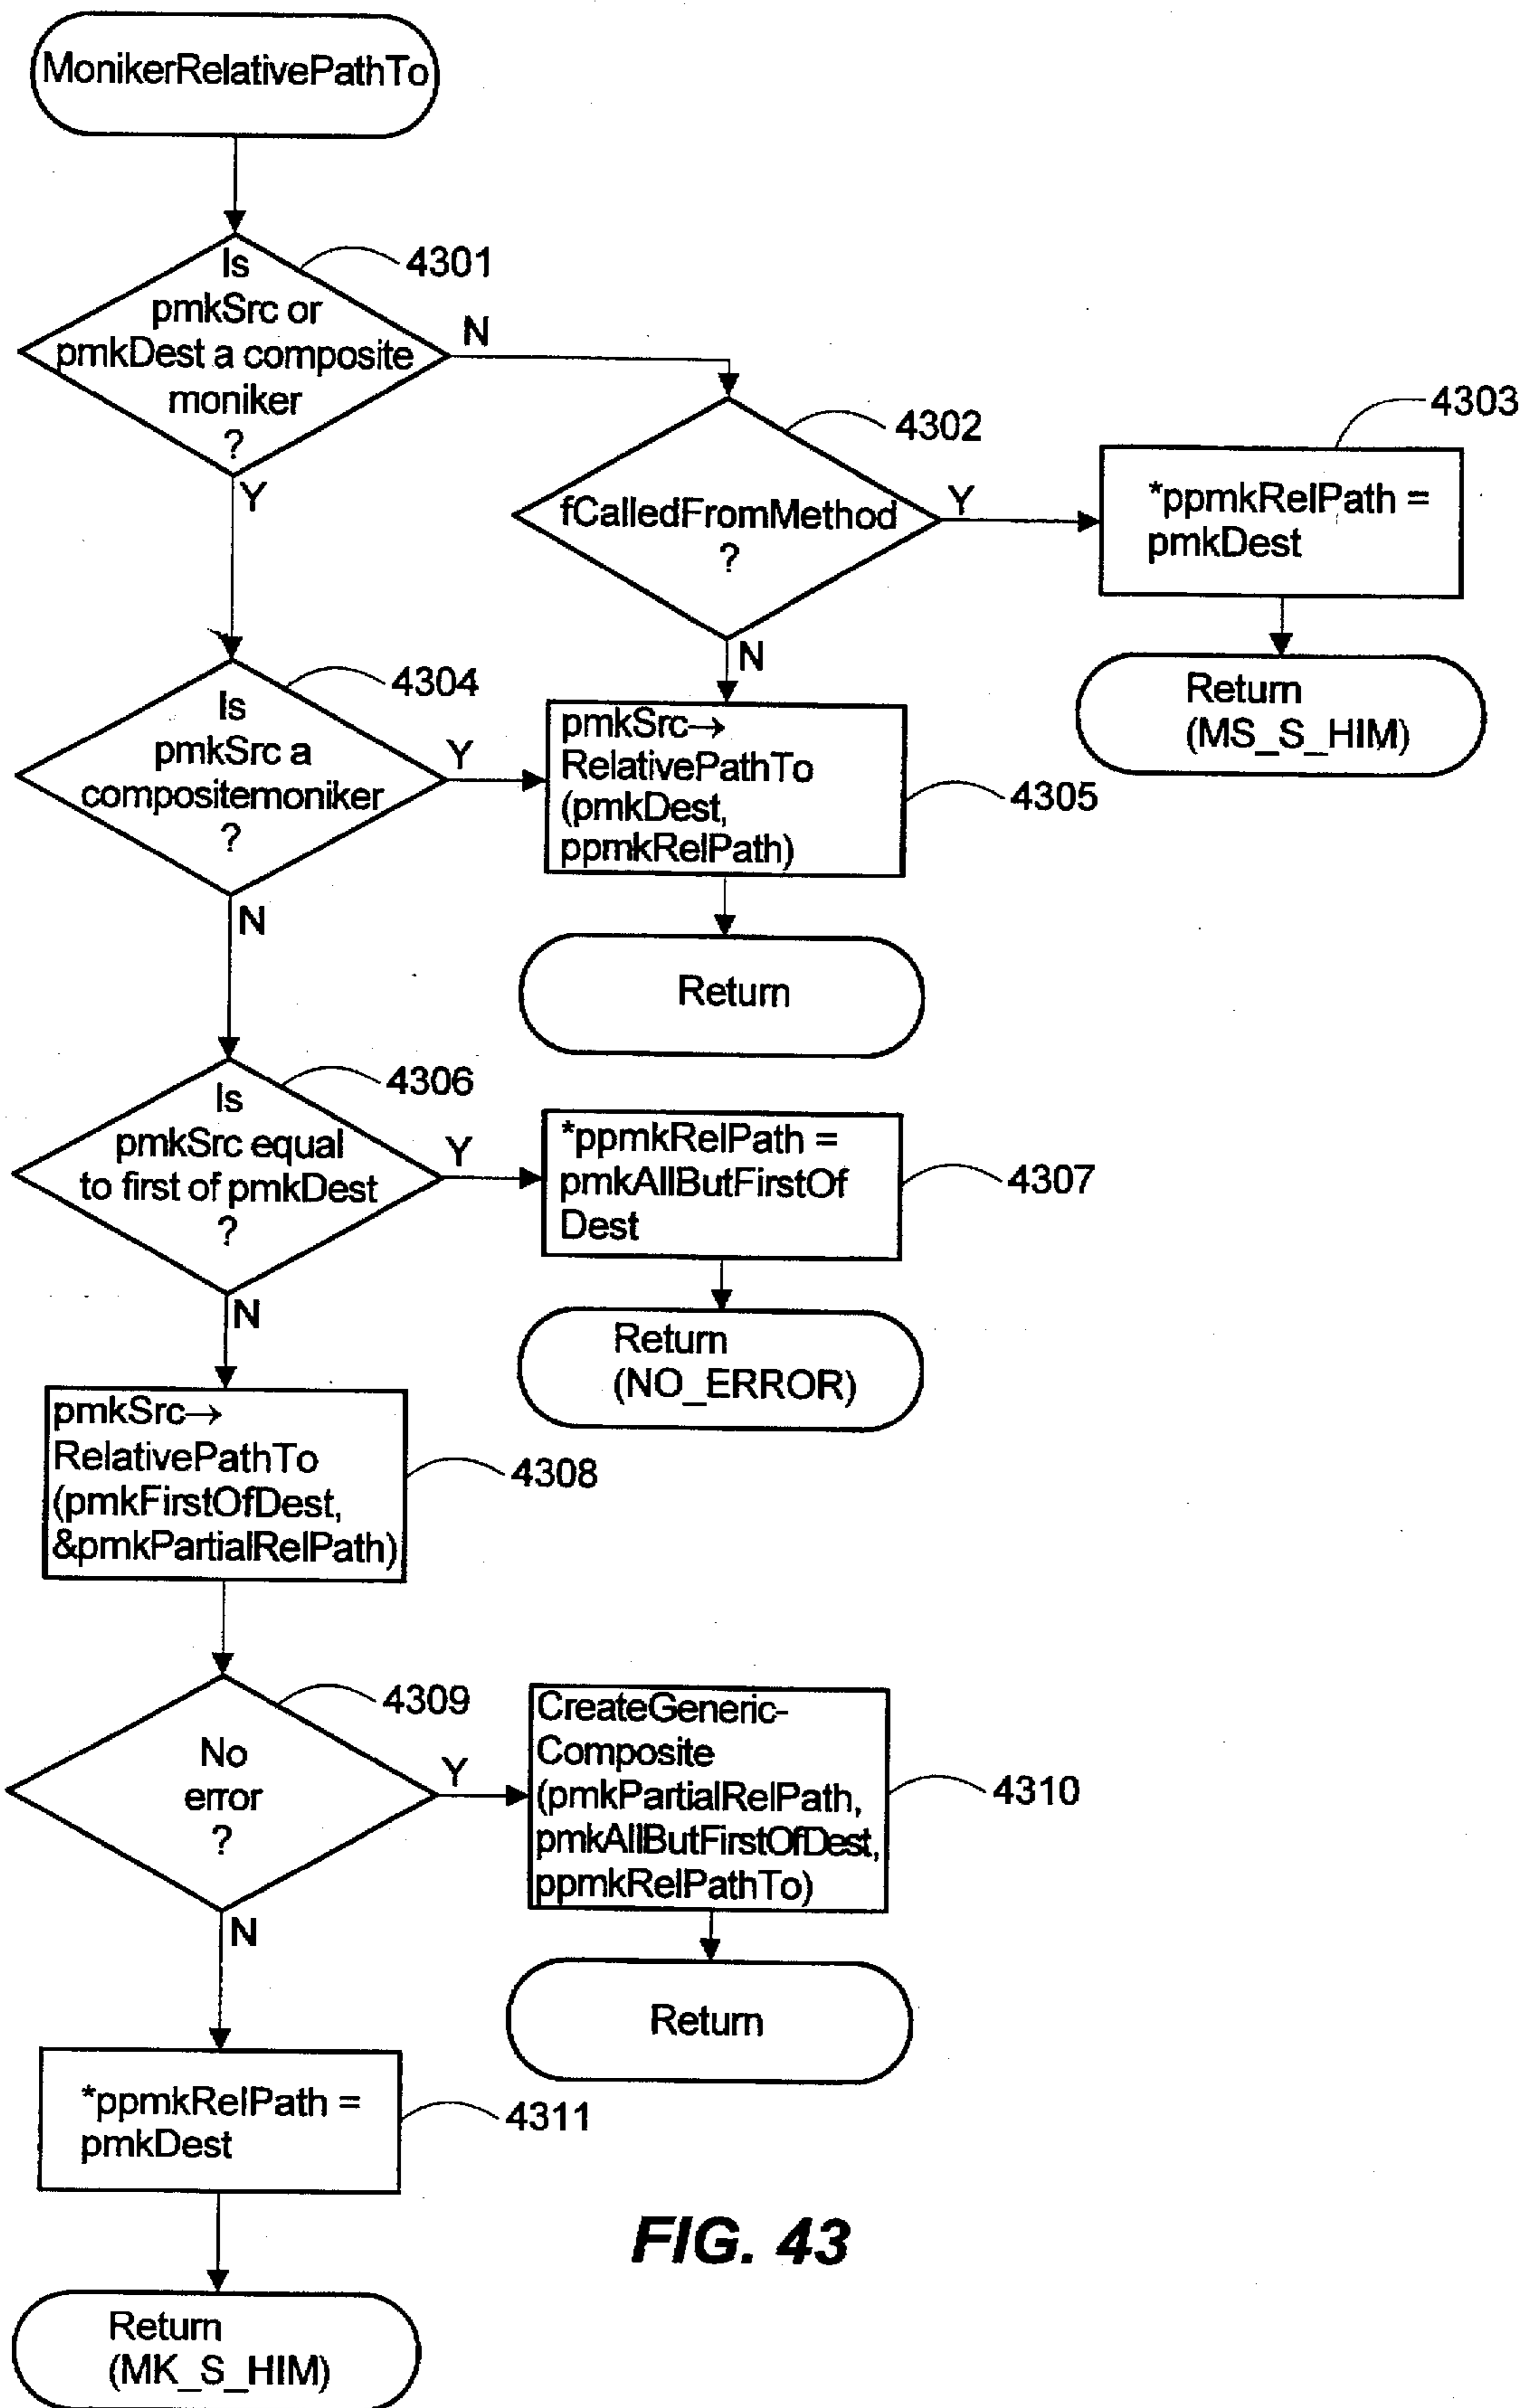 MonikerRelativePathTo
Is
pmkSrc or
pmkDest a composite
moniker
?
4301
N
Y
fCalledFromMethod
?
4302
Y
N
*ppmkRelPath =
pmkDest
4303
Return
(MS_S_HIM)
Is
pmkSrc a
compositemoniker
?
4304
Y
N
pmkSrc→
RelativePathTo
(pmkDest,
ppmkRelPath)
4305
Return
Is
pmkSrc equal
to first of pmkDest
?
4306
Y
N
*ppmkRelPath =
pmkAllButFirstOf
Dest
4307
Return
(NO_ERROR)
pmkSrc→
RelativePathTo
(pmkFirstOfDest,
&pmkPartialRelPath)
4308
No
error
?
4309
Y
N
CreateGeneric-
Composite
(pmkPartialRelPath,
pmkAllButFirstOfDest,
ppmkRelPathTo)
4310
Return
*ppmkRelPath =
pmkDest
4311
Return
(MK_S_HIM)
FIG. 43